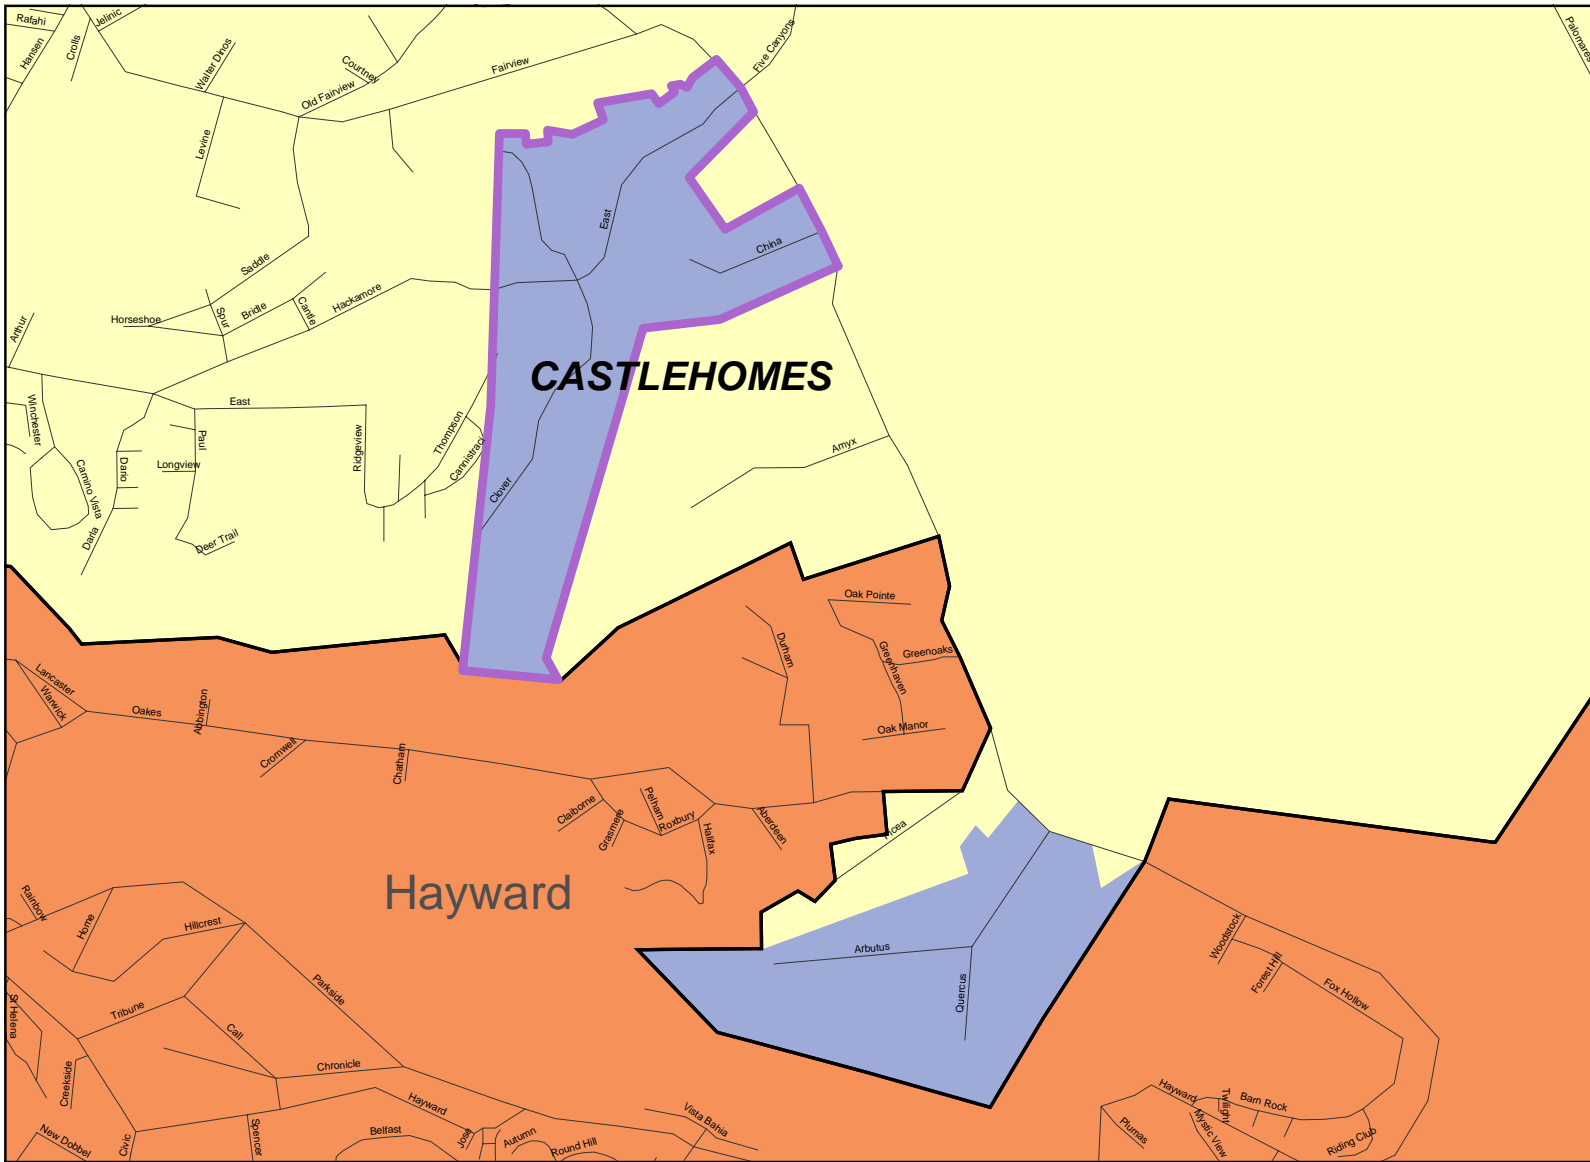 Rafahi
Hansen
Crolls
Jelinic
Walter Dinos
Courtney
Old Fairview
Fairview
Five Canyons
Palomares
Levine
East
China
Saddle
Horseshoe
Spur
Bridle
Cantle
Hackamore
Arthur
CASTLEHOMES
Winchester
East
Paul
Longview
Dario
Camino Vista
Darla
Deer Trail
Ridgeview
Thompson
Cannistraci
Clover
Amyx
Oak Pointe
Durham
Greenhaven
Greenoaks
Oak Manor
Lancaster
Warwick
Oakes
Abbington
Cromwell
Chatham
Claiborne
Grasmere
Pelham
Roxbury
Halifax
Aberdeen
Hayward
Rainbow
Home
Hillcrest
Parkside
Arbutus
Quercus
Woodstock
Forest Hill
Fox Hollow
St Helena
Tribune
Call
Chronicle
Creekside
New Dobbel
Civic
Spencer
Hayward
Belfast
Jose
Autumn
Round Hill
Vista Bahia
Hayward
Plumas
Mystic View
Twilight
Barn Rock
Riding Club